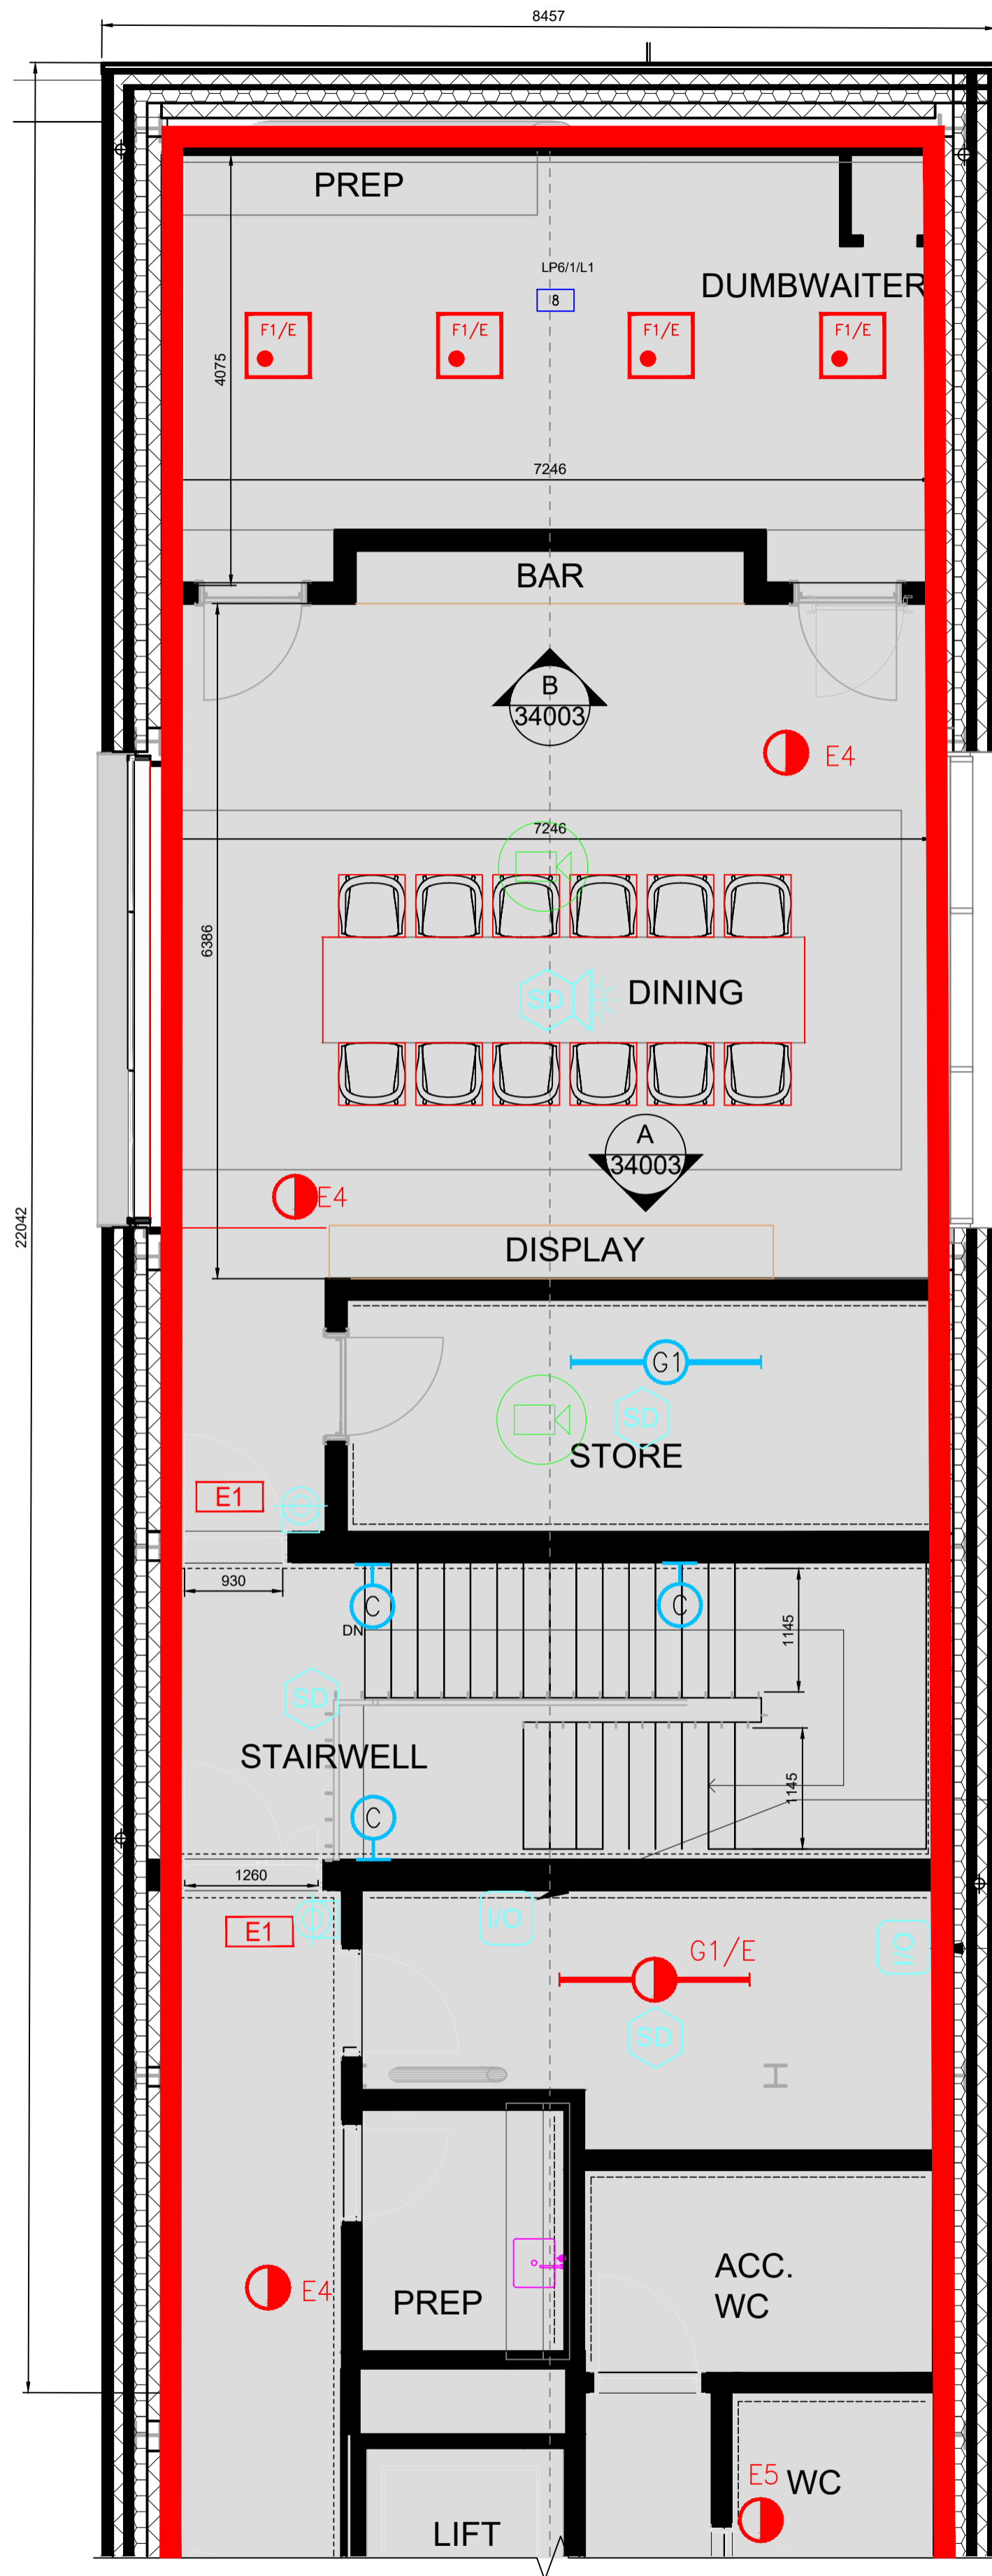 8457
PREP
LP6/1/L1
8
DUMBWAITER
F1/E
F1/E
F1/E
F1/E
4075
7246
BAR
B
34003
E4
7246
6386
SD
DINING
A
34003
E4
22042
DISPLAY
G1
SD
STORE
E1
930
C
C
DN
1145
SD
STAIRWELL
1145
C
1260
E1
I/O
I/O
G1/E
SD
E4
PREP
ACC.
WC
E5
WC
LIFT